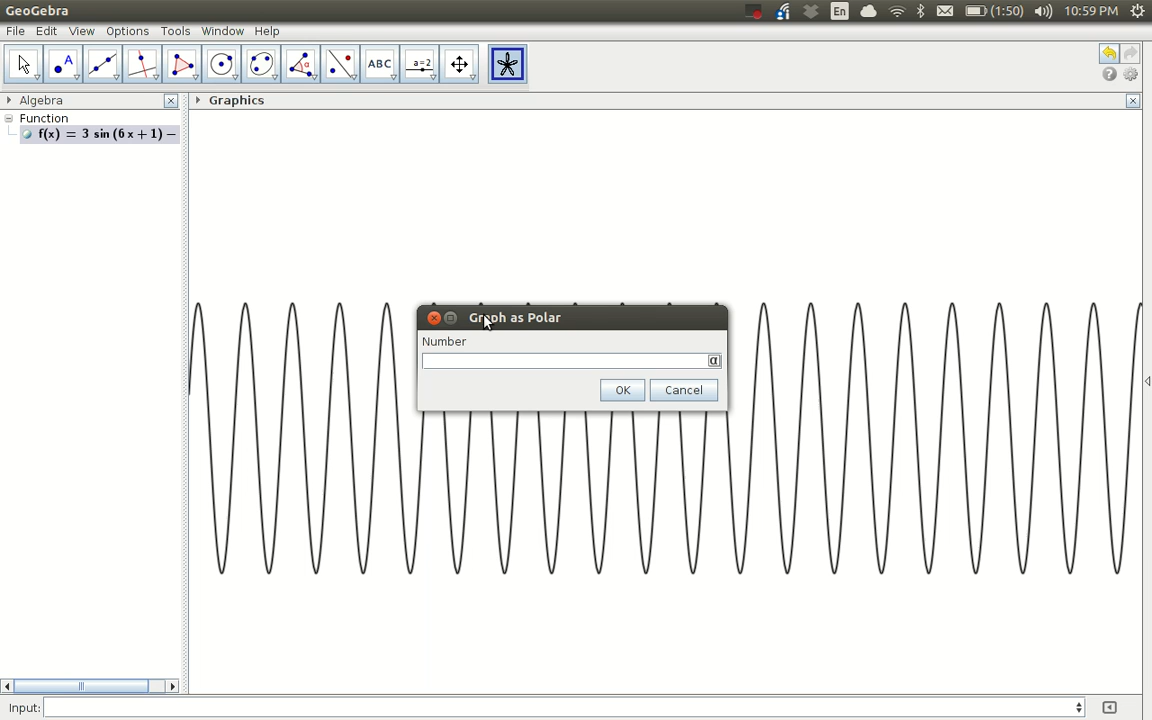 GeoGebra
En
(1:50)
10:59 PM
File Edit View Options Tools Window Help
A
α
ABC
a=2
Algebra
Graphics
Function
f(x) = 3 sin (6 x + 1) −
Graph as Polar
Number
α
OK
Cancel
Input: